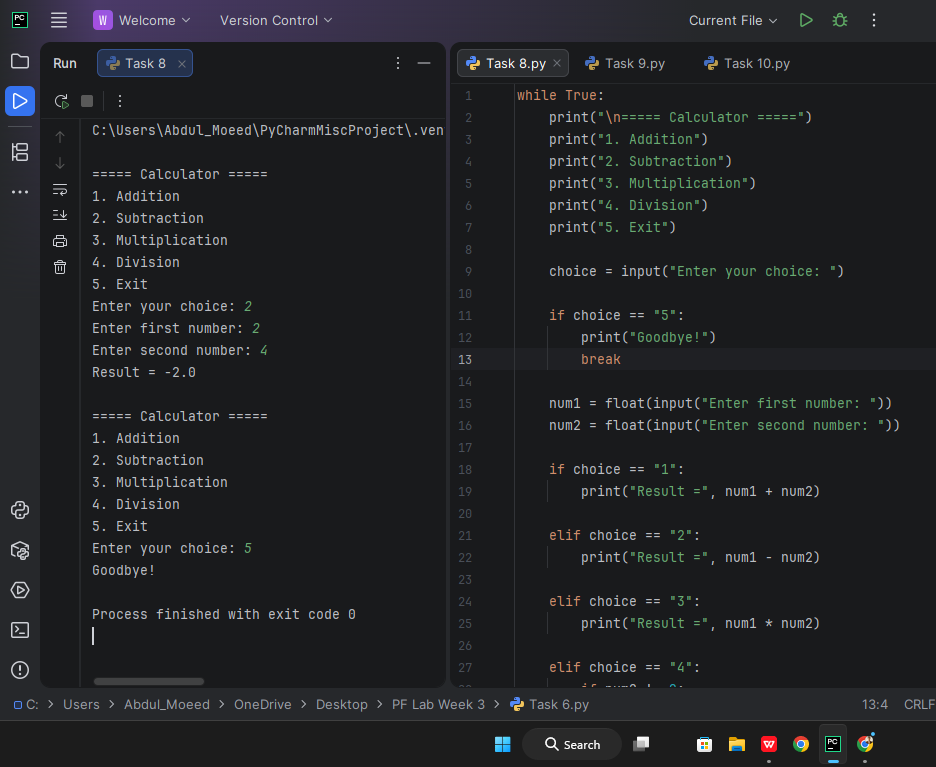 PC
W Welcome Version Control Current File
Run Task 8
C:\Users\Abdul_Moeed\PyCharmMiscProject\.ven
===== Calculator =====
1. Addition
2. Subtraction
3. Multiplication
4. Division
5. Exit
Enter your choice: 2
Enter first number: 2
Enter second number: 4
Result = -2.0
===== Calculator =====
1. Addition
2. Subtraction
3. Multiplication
4. Division
5. Exit
Enter your choice: 5
Goodbye!
Process finished with exit code 0
Task 8.py Task 9.py Task 10.py
1 while True:
2 print("\n===== Calculator =====")
3 print("1. Addition")
4 print("2. Subtraction")
5 print("3. Multiplication")
6 print("4. Division")
7 print("5. Exit")
8
9 choice = input("Enter your choice: ")
10
11 if choice == "5":
12 print("Goodbye!")
13 break
14
15 num1 = float(input("Enter first number: "))
16 num2 = float(input("Enter second number: "))
17
18 if choice == "1":
19 print("Result =", num1 + num2)
20
21 elif choice == "2":
22 print("Result =", num1 - num2)
23
24 elif choice == "3":
25 print("Result =", num1 * num2)
26
27 elif choice == "4":
C: > Users > Abdul_Moeed > OneDrive > Desktop > PF Lab Week 3 > Task 6.py 13:4 CRLF
Search
PC